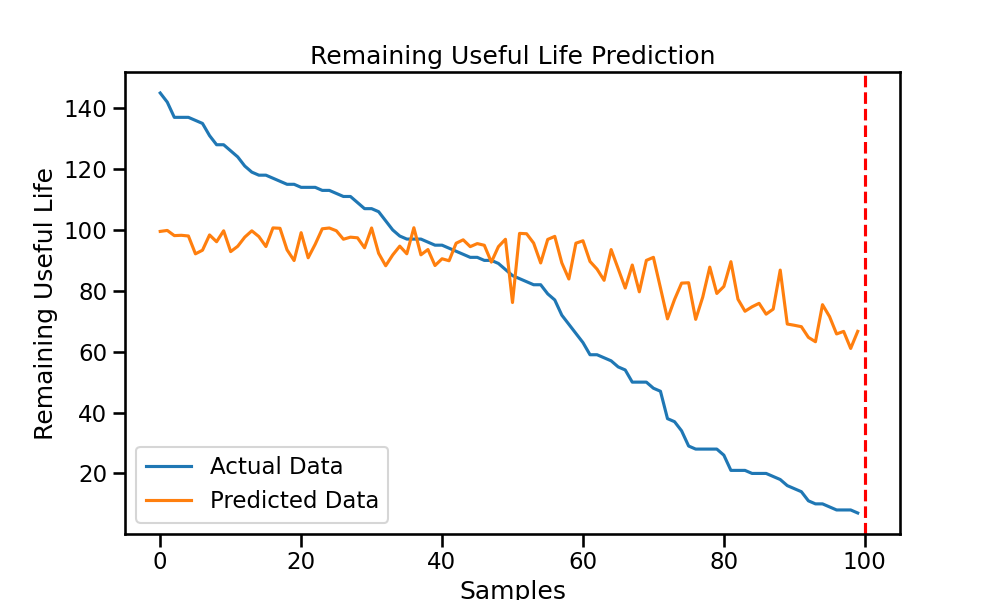 Remaining Useful Life Prediction
Remaining Useful Life
140
120
100
80
60
40
20
Actual Data
Predicted Data
0 20 40 60 80 100
Samples